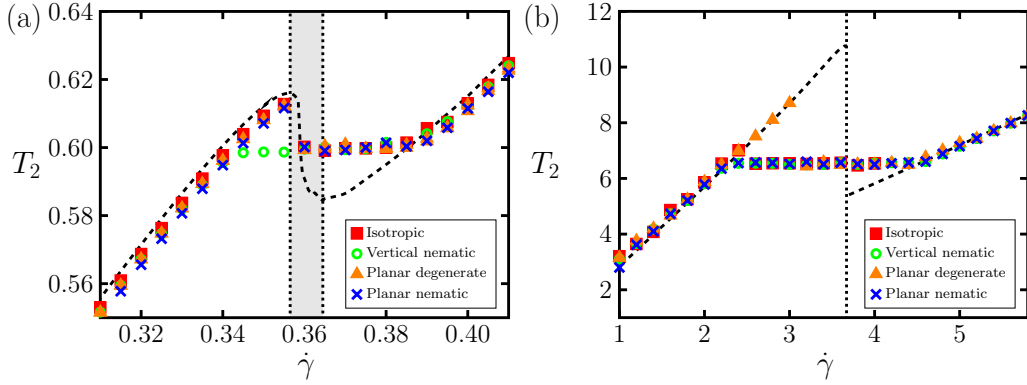 (a)
0.64
0.62
0.60
0.58
0.56
T₂
0.32
0.34
0.36
0.38
0.40
γ̇
Isotropic
Vertical nematic
Planar degenerate
Planar nematic
(b)
12
10
8
6
4
2
T₂
1
2
3
4
5
γ̇
Isotropic
Vertical nematic
Planar degenerate
Planar nematic